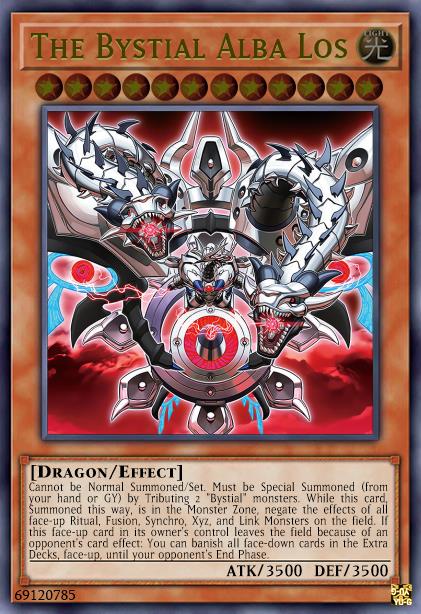 The Bystial Alba Los
LIGHT
光
[Dragon/Effect]
Cannot be Normal Summoned/Set. Must be Special Summoned (from
your hand or GY) by Tributing 2 "Bystial" monsters. While this card,
Summoned this way, is in the Monster Zone, negate the effects of all
face-up Ritual, Fusion, Synchro, Xyz, and Link Monsters on the field. If
this face-up card in its owner's control leaves the field because of an
opponent's card effect: You can banish all face-down cards in the Extra
Decks, face-up, until your opponent's End Phase.
ATK/3500 DEF/3500
69120785